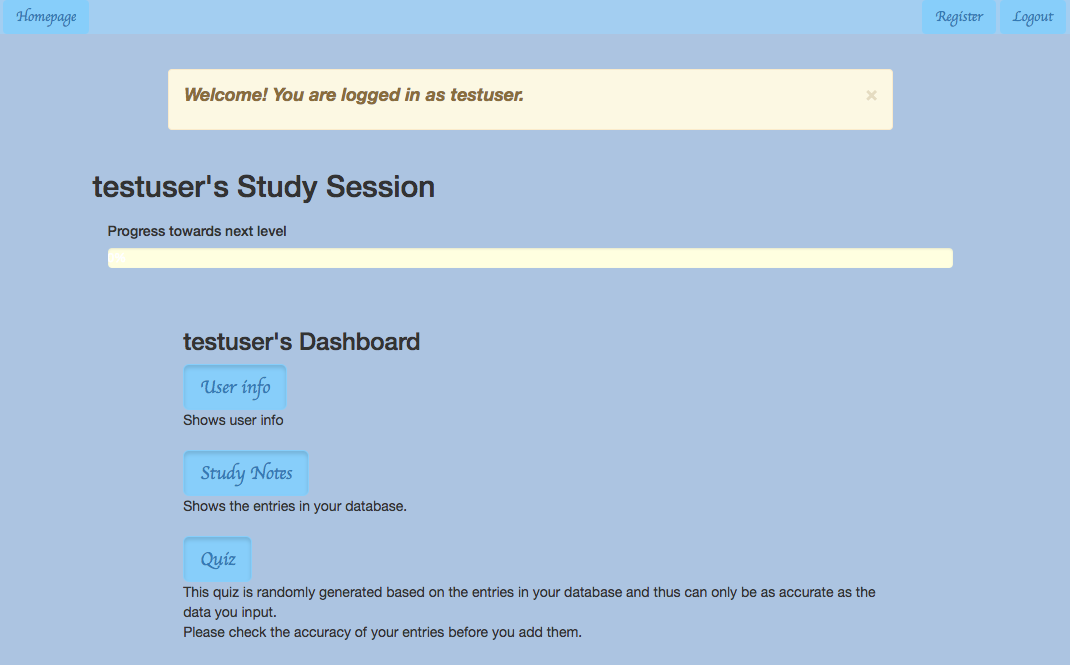 Homepage
Register
Logout
Welcome! You are logged in as testuser.
×
testuser's Study Session
Progress towards next level
testuser's Dashboard
User info
Shows user info
Study Notes
Shows the entries in your database.
Quiz
This quiz is randomly generated based on the entries in your database and thus can only be as accurate as the
data you input.
Please check the accuracy of your entries before you add them.